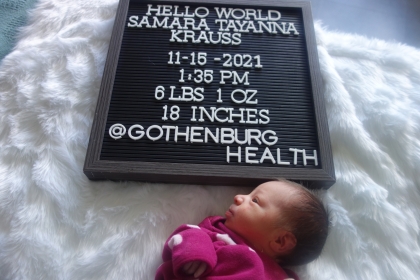 HELLO WORLD
SAMARA TAYANNA
KRAUSS
11-15-2021
1:35 PM
6 LBS 1 OZ
18 INCHES
@GOTHENBURG
HEALTH